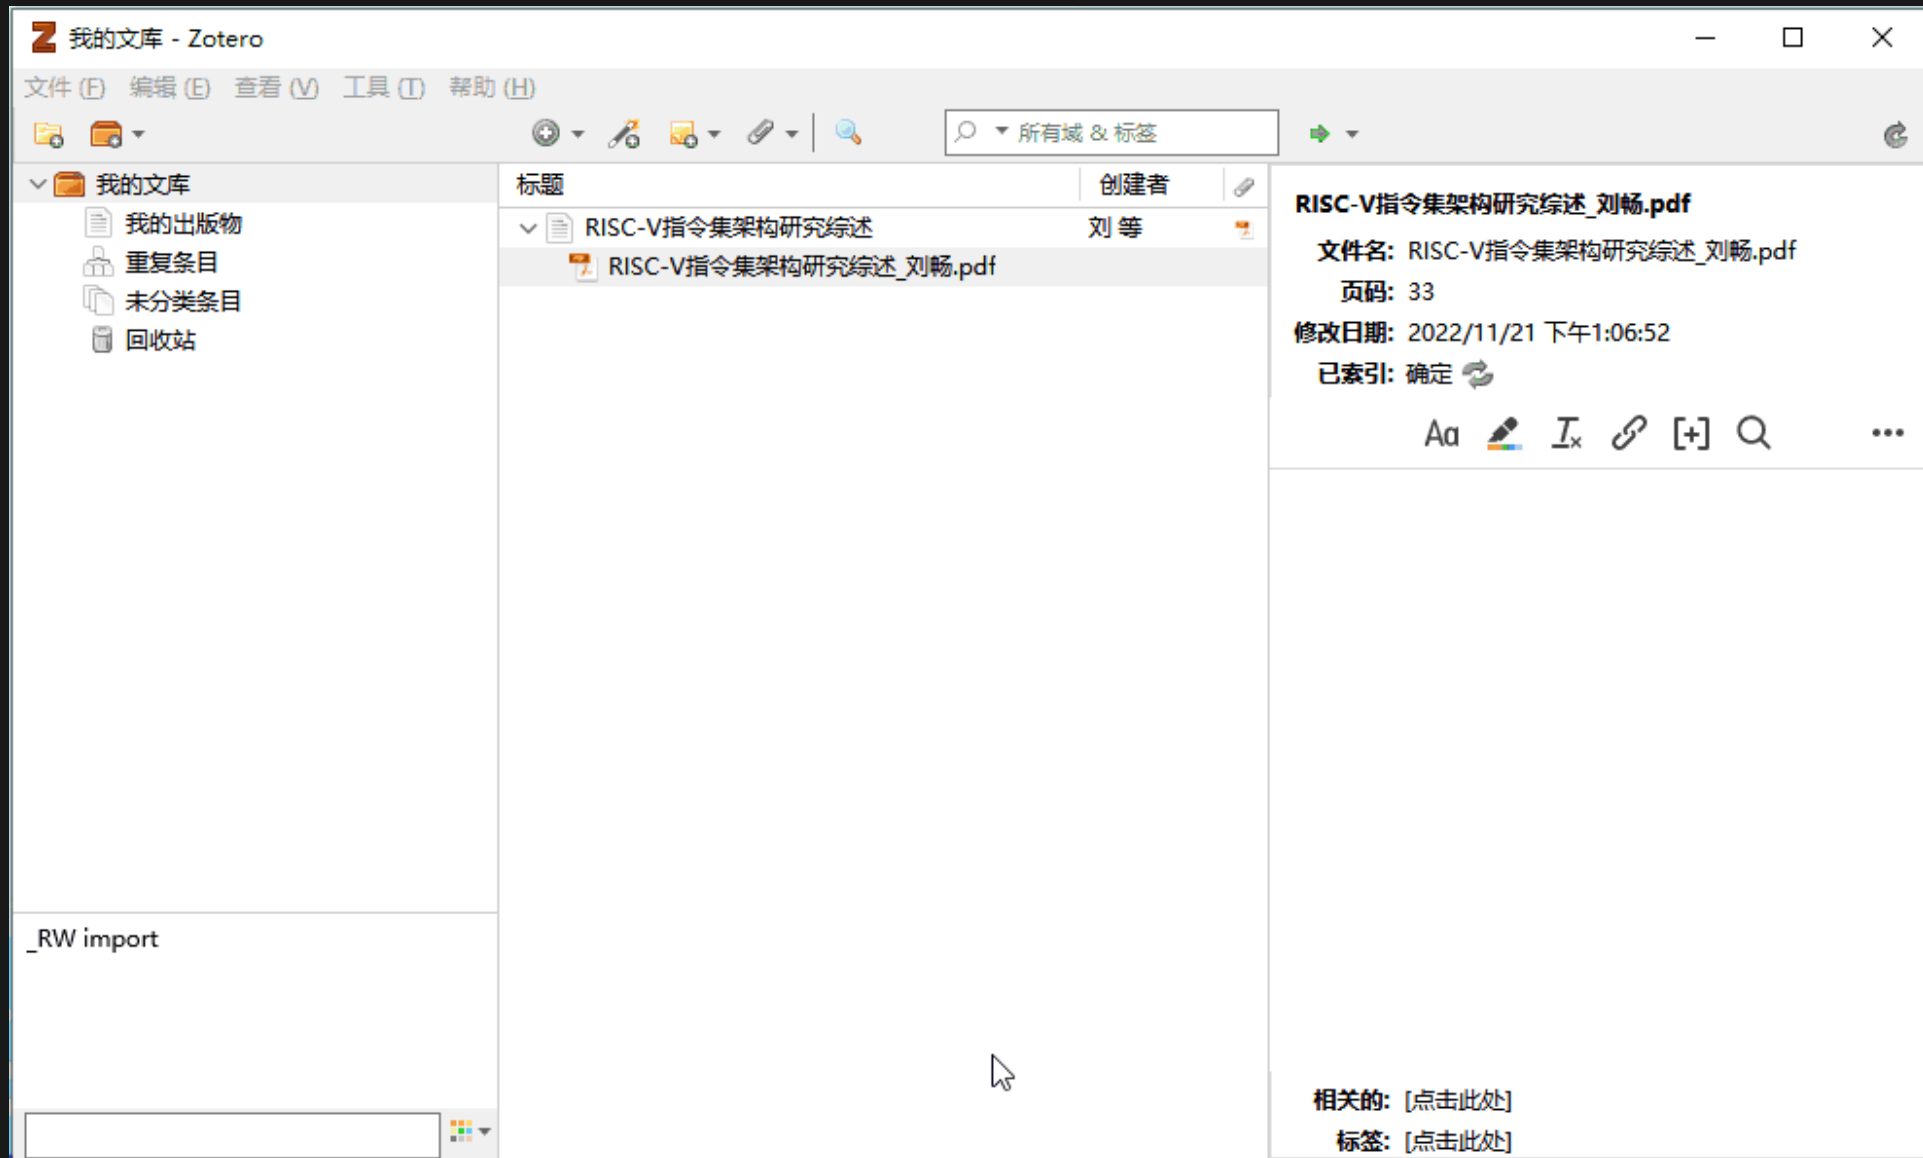 我的文库 - Zotero
文件 (F) 编辑 (E) 查看 (V) 工具 (T) 帮助 (H)
所有域 & 标签
我的文库
我的出版物
重复条目
未分类条目
回收站
_RW import
标题 创建者
RISC-V指令集架构研究综述 刘 等
RISC-V指令集架构研究综述_刘畅.pdf
RISC-V指令集架构研究综述_刘畅.pdf
文件名: RISC-V指令集架构研究综述_刘畅.pdf
页码: 33
修改日期: 2022/11/21 下午1:06:52
已索引: 确定
Aa
相关的: [点击此处]
标签: [点击此处]